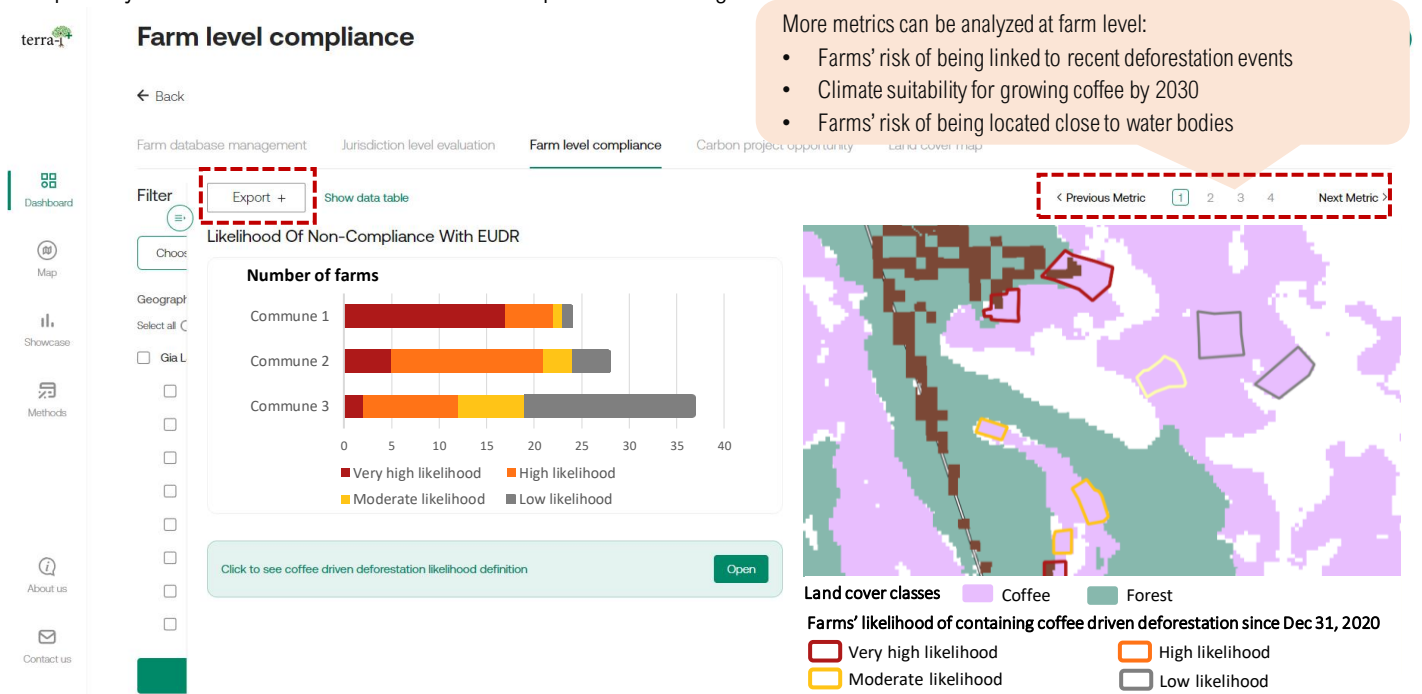 terra-i+
Farm level compliance
More metrics can be analyzed at farm level:
• Farms' risk of being linked to recent deforestation events
• Climate suitability for growing coffee by 2030
• Farms' risk of being located close to water bodies
← Back
Farm database management
Jurisdiction level evaluation
Farm level compliance
Carbon project opportunity
Land cover map
Dashboard
Map
Showcase
Methods
About us
Contact us
Filter
Choos
Geograph
Select all
Gia L
Export +
Show data table
< Previous Metric 1 2 3 4 Next Metric >
Likelihood Of Non-Compliance With EUDR
Number of farms
Commune 1
Commune 2
Commune 3
0 5 10 15 20 25 30 35 40
Very high likelihood High likelihood
Moderate likelihood Low likelihood
Click to see coffee driven deforestation likelihood definition
Open
Land cover classes Coffee Forest
Farms' likelihood of containing coffee driven deforestation since Dec 31, 2020
Very high likelihood High likelihood
Moderate likelihood Low likelihood